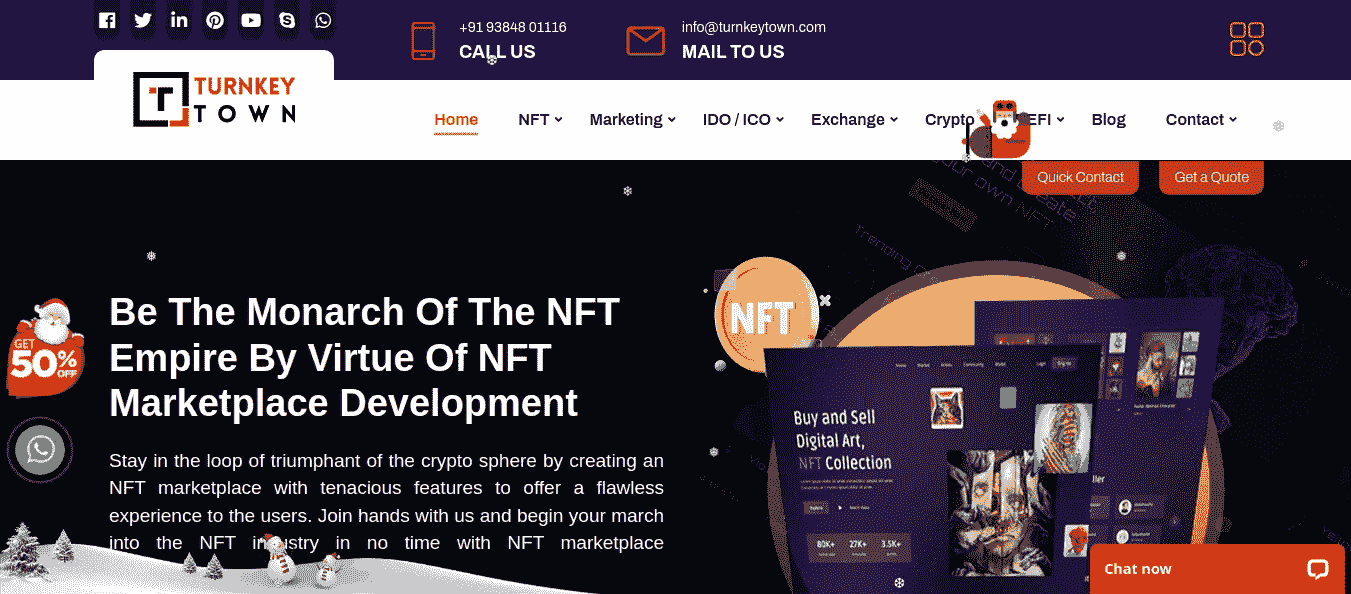 +91 93848 01116
CALL US
info@turnkeytown.com
MAIL TO US
TURNKEY
TOWN
Home
NFT
Marketing
IDO / ICO
Exchange
Crypto
EFI
Blog
Contact
Quick Contact
Get a Quote
your own NFT
Trending
GET
50%
OFF
Be The Monarch Of The NFT
Empire By Virtue Of NFT
Marketplace Development
Stay in the loop of triumphant of the crypto sphere by creating an
NFT marketplace with tenacious features to offer a flawless
experience to the users. Join hands with us and begin your march
into the NFT industry in no time with NFT marketplace
NFT
Buy and Sell
Digital Art,
NFT Collection
80K+ 27K+ 3.5K+
Chat now